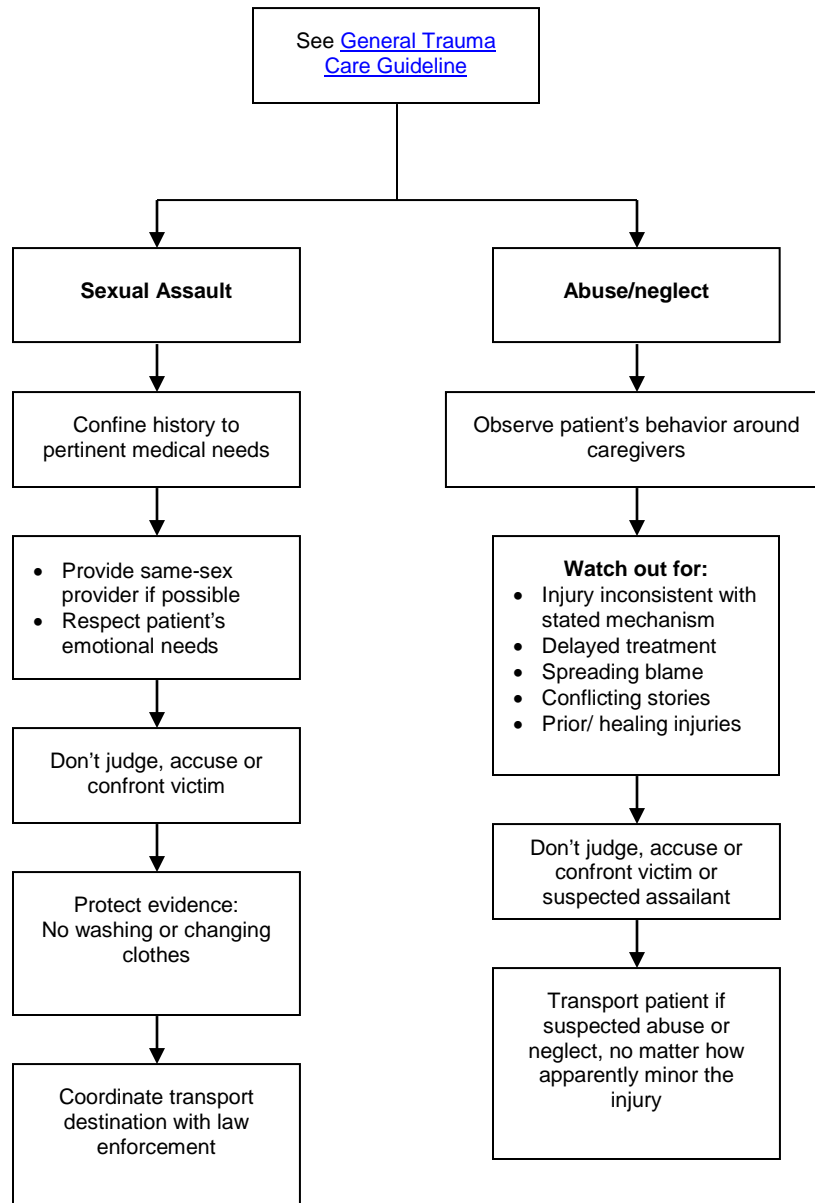 See General Trauma
Care Guideline
Sexual Assault
Confine history to
pertinent medical needs
• Provide same-sex
provider if possible
• Respect patient’s
emotional needs
Don’t judge, accuse or
confront victim
Protect evidence:
No washing or changing
clothes
Coordinate transport
destination with law
enforcement
Abuse/neglect
Observe patient’s behavior around
caregivers
Watch out for:
• Injury inconsistent with
stated mechanism
• Delayed treatment
• Spreading blame
• Conflicting stories
• Prior/ healing injuries
Don’t judge, accuse or
confront victim or
suspected assailant
Transport patient if
suspected abuse or
neglect, no matter how
apparently minor the
injury